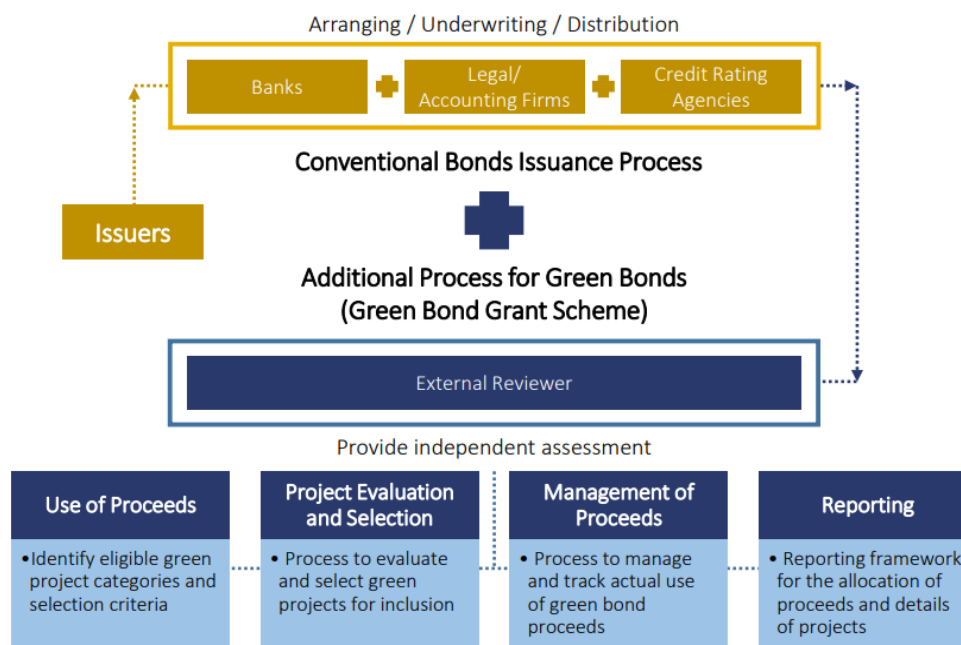 Arranging / Underwriting / Distribution
Banks
Legal/
Accounting Firms
Credit Rating
Agencies
Conventional Bonds Issuance Process
Issuers
Additional Process for Green Bonds
(Green Bond Grant Scheme)
External Reviewer
Provide independent assessment
Use of Proceeds
•Identify eligible green
project categories and
selection criteria
Project Evaluation
and Selection
• Process to evaluate
and select green
projects for inclusion
Management of
Proceeds
• Process to manage
and track actual use
of green bond
proceeds
Reporting
• Reporting framework
for the allocation of
proceeds and details
of projects